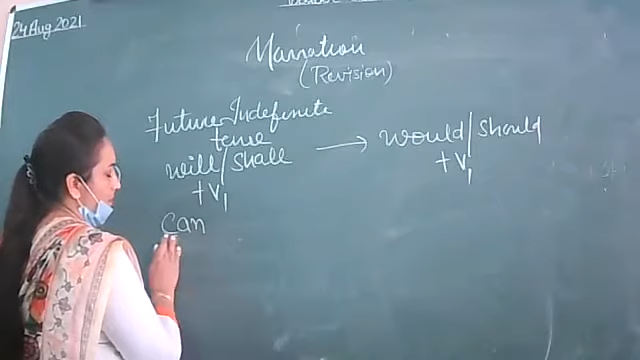 24 Aug 2021
Narration
(Revision)
Future Indefinite
tense
will/shall → would/should
+V1 +V1
Can